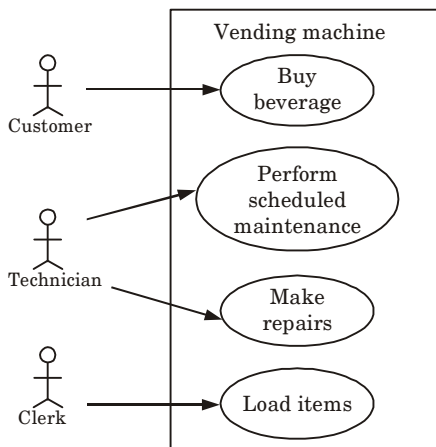 Vending machine
Buy
beverage
Customer
Perform
scheduled
maintenance
Technician
Make
repairs
Clerk
Load items